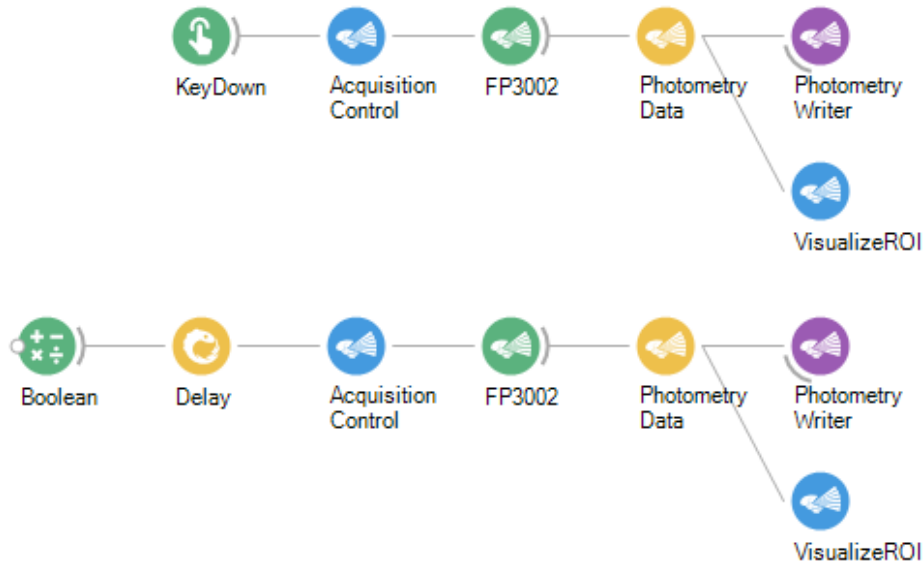 KeyDown
Acquisition
Control
FP3002
Photometry
Data
Photometry
Writer
VisualizeROI
Boolean
Delay
Acquisition
Control
FP3002
Photometry
Data
Photometry
Writer
VisualizeROI